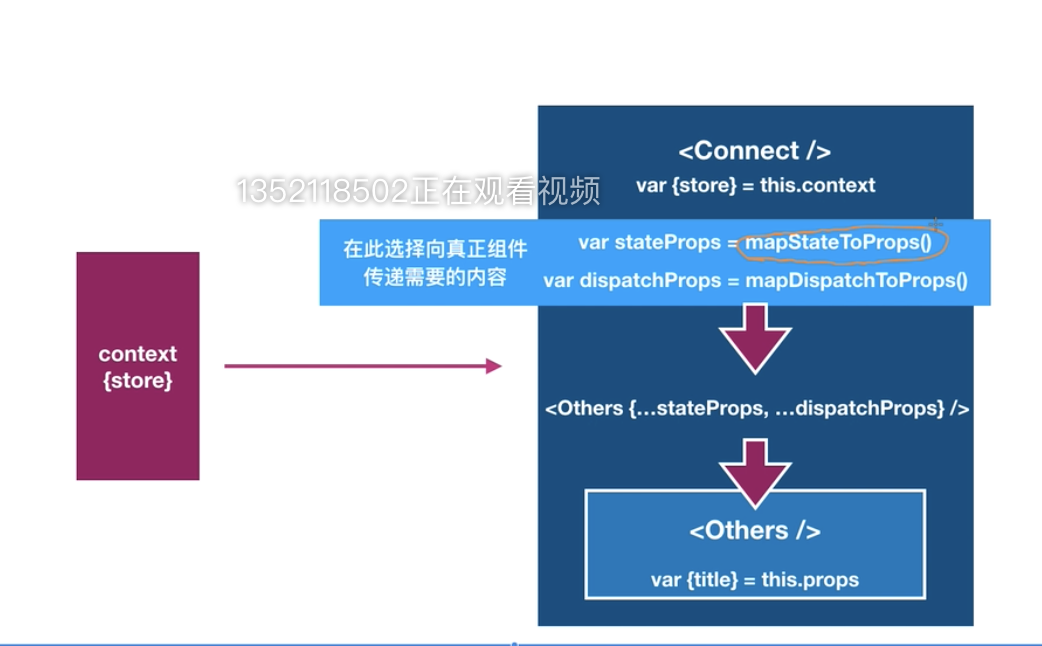 <Connect />
var {store} = this.context
1352118502正在观看视频
在此选择向真正组件
传递需要的内容
var stateProps = mapStateToProps()
var dispatchProps = mapDispatchToProps()
context
{store}
<Others {...stateProps, ...dispatchProps} />
<Others />
var {title} = this.props